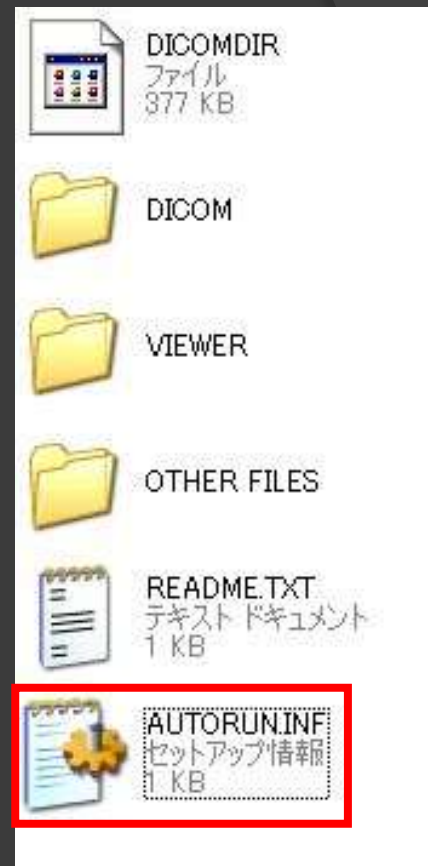 DICOMDIR
ファイル
377 KB
DICOM
VIEWER
OTHER FILES
README.TXT
テキスト ドキュメント
1 KB
AUTORUN.INF
セットアップ情報
1 KB